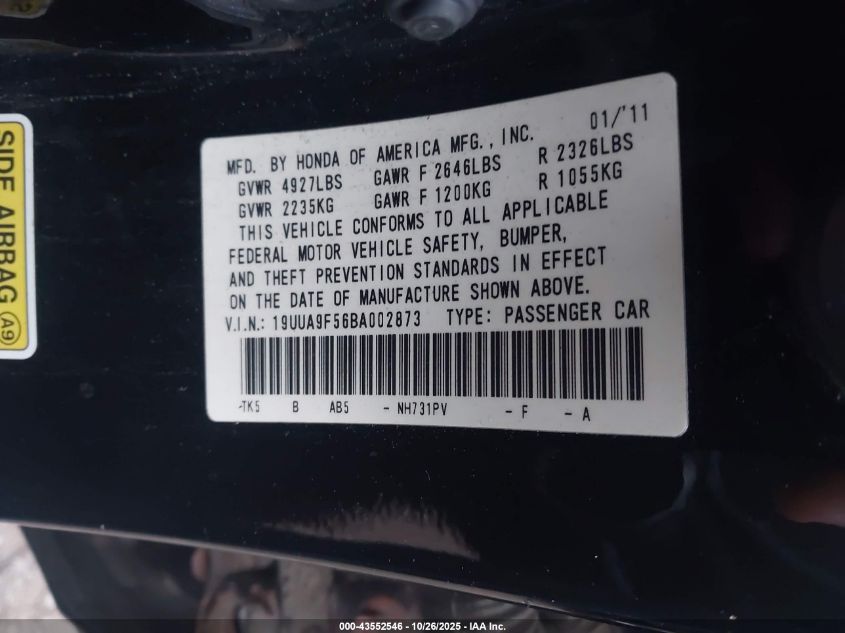 SIDE AIRBAG A9
01/'11
MFD. BY HONDA OF AMERICA MFG., INC.
GVWR 4927LBS GAWR F 2646LBS R 2326LBS
GVWR 2235KG GAWR F 1200KG R 1055KG
THIS VEHICLE CONFORMS TO ALL APPLICABLE
FEDERAL MOTOR VEHICLE SAFETY, BUMPER,
AND THEFT PREVENTION STANDARDS IN EFFECT
ON THE DATE OF MANUFACTURE SHOWN ABOVE.
V.I.N.: 19UUA9F56BA002873 TYPE: PASSENGER CAR
-TK5 B AB5 - NH731PV - F - A
000-43552546 - 10/26/2025 - IAA Inc.